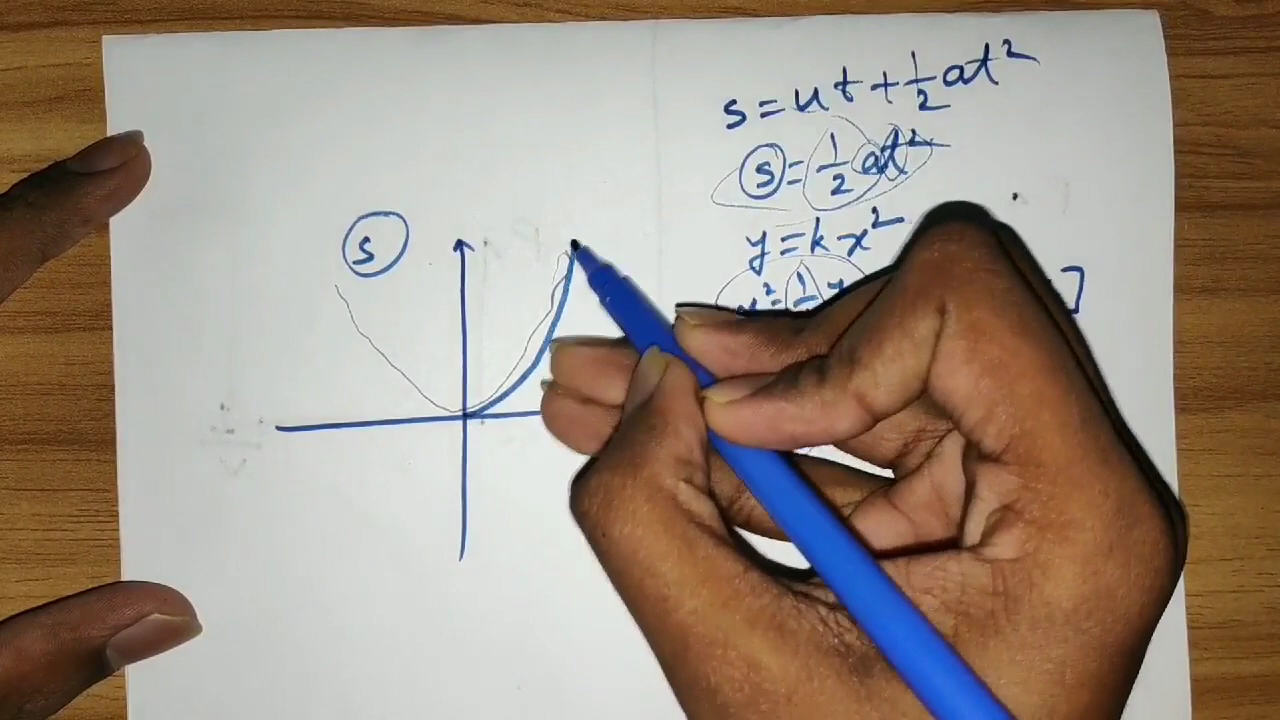 s = ut + ½at²
s = ½at²
y = kx²
s